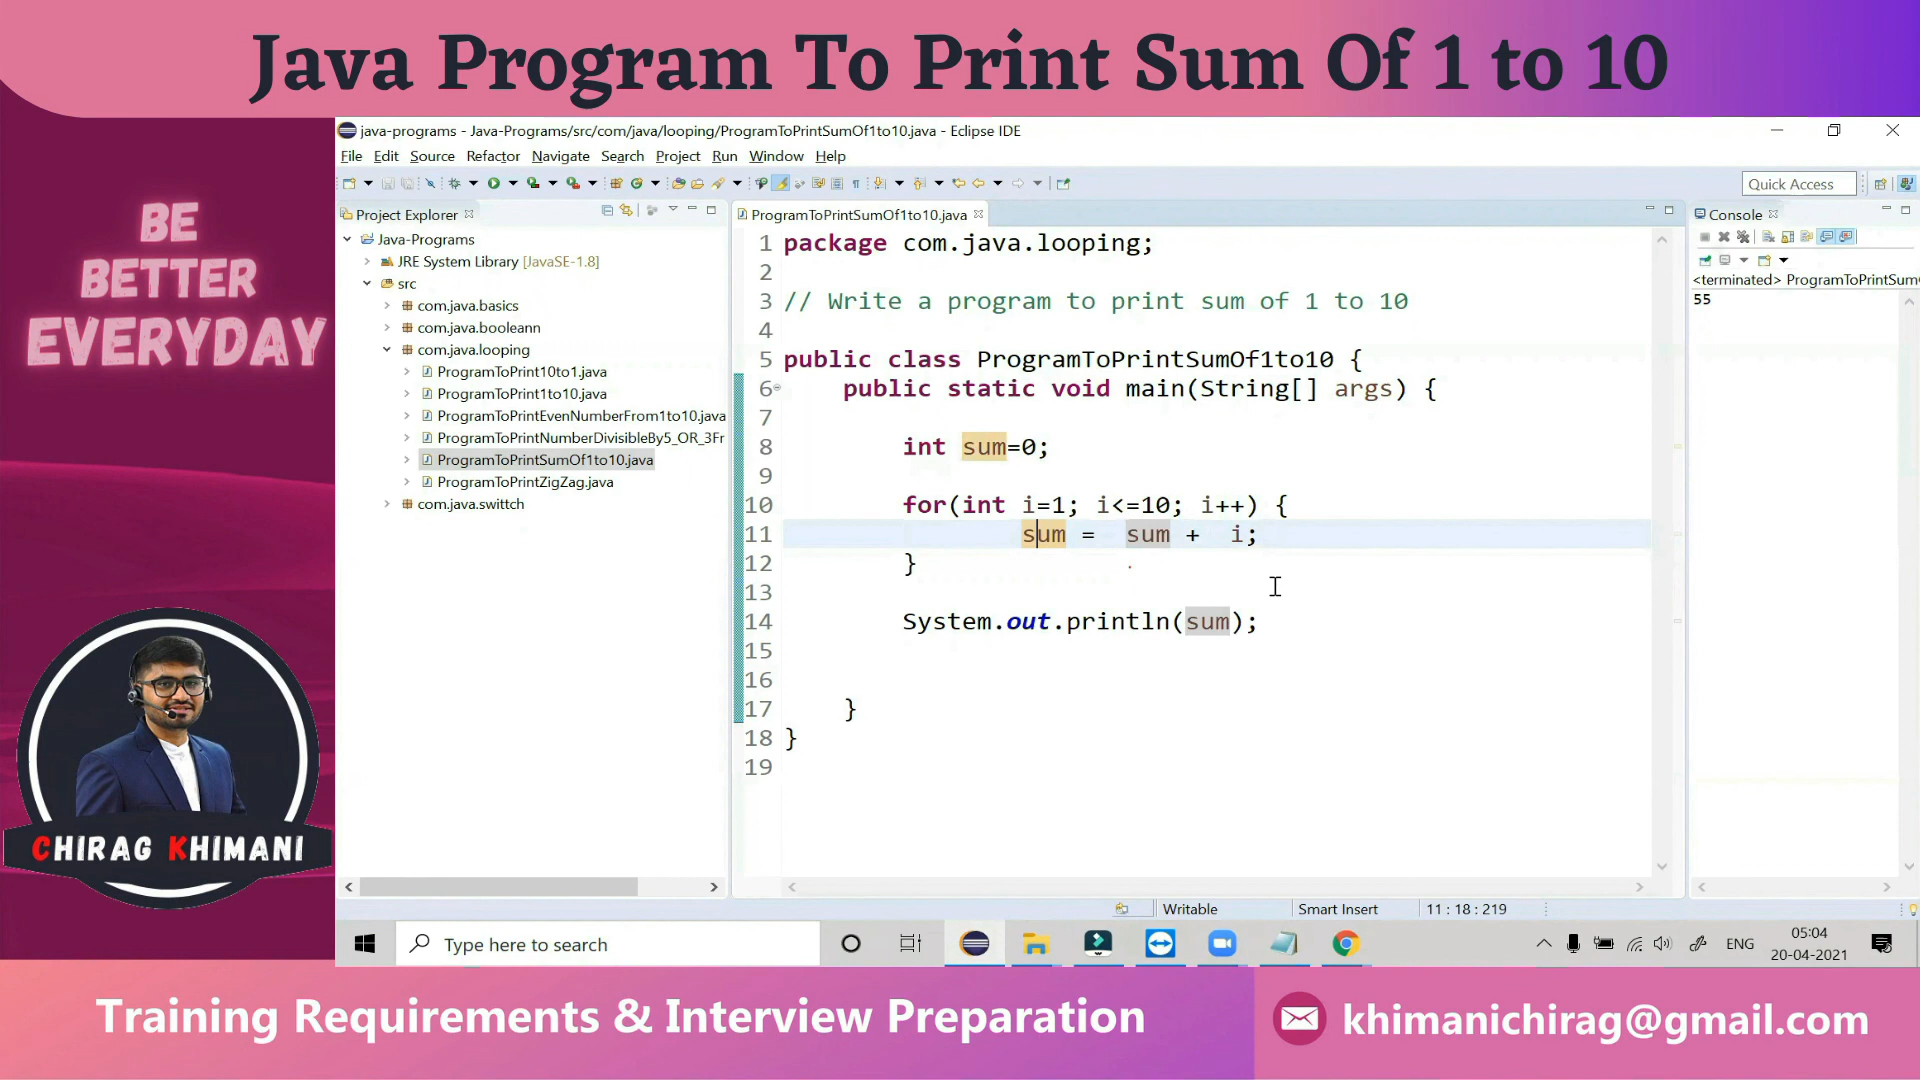 Java Program To Print Sum Of 1 to 10
BE
BETTER
EVERYDAY
CHIRAG KHIMANI
java-programs - Java-Programs/src/com/java/looping/ProgramToPrintSumOf1to10.java - Eclipse IDE
File Edit Source Refactor Navigate Search Project Run Window Help
Quick Access
Project Explorer
Java-Programs
JRE System Library [JavaSE-1.8]
src
com.java.basics
com.java.booleann
com.java.looping
ProgramToPrint10to1.java
ProgramToPrint1to10.java
ProgramToPrintEvenNumberFrom1to10.java
ProgramToPrintNumberDivisibleBy5_OR_3Fr
ProgramToPrintSumOf1to10.java
ProgramToPrintZigZag.java
com.java.swittch
ProgramToPrintSumOf1to10.java
1 package com.java.looping;
2
3 // Write a program to print sum of 1 to 10
4
5 public class ProgramToPrintSumOf1to10 {
6 public static void main(String[] args) {
7
8 int sum=0;
9
10 for(int i=1; i<=10; i++) {
11 sum = sum + i;
12 }
13
14 System.out.println(sum);
15
16
17 }
18 }
19
Console
<terminated> ProgramToPrintSum
55
Writable Smart Insert 11 : 18 : 219
Type here to search
ENG
05:04
20-04-2021
Training Requirements & Interview Preparation
khimanichirag@gmail.com